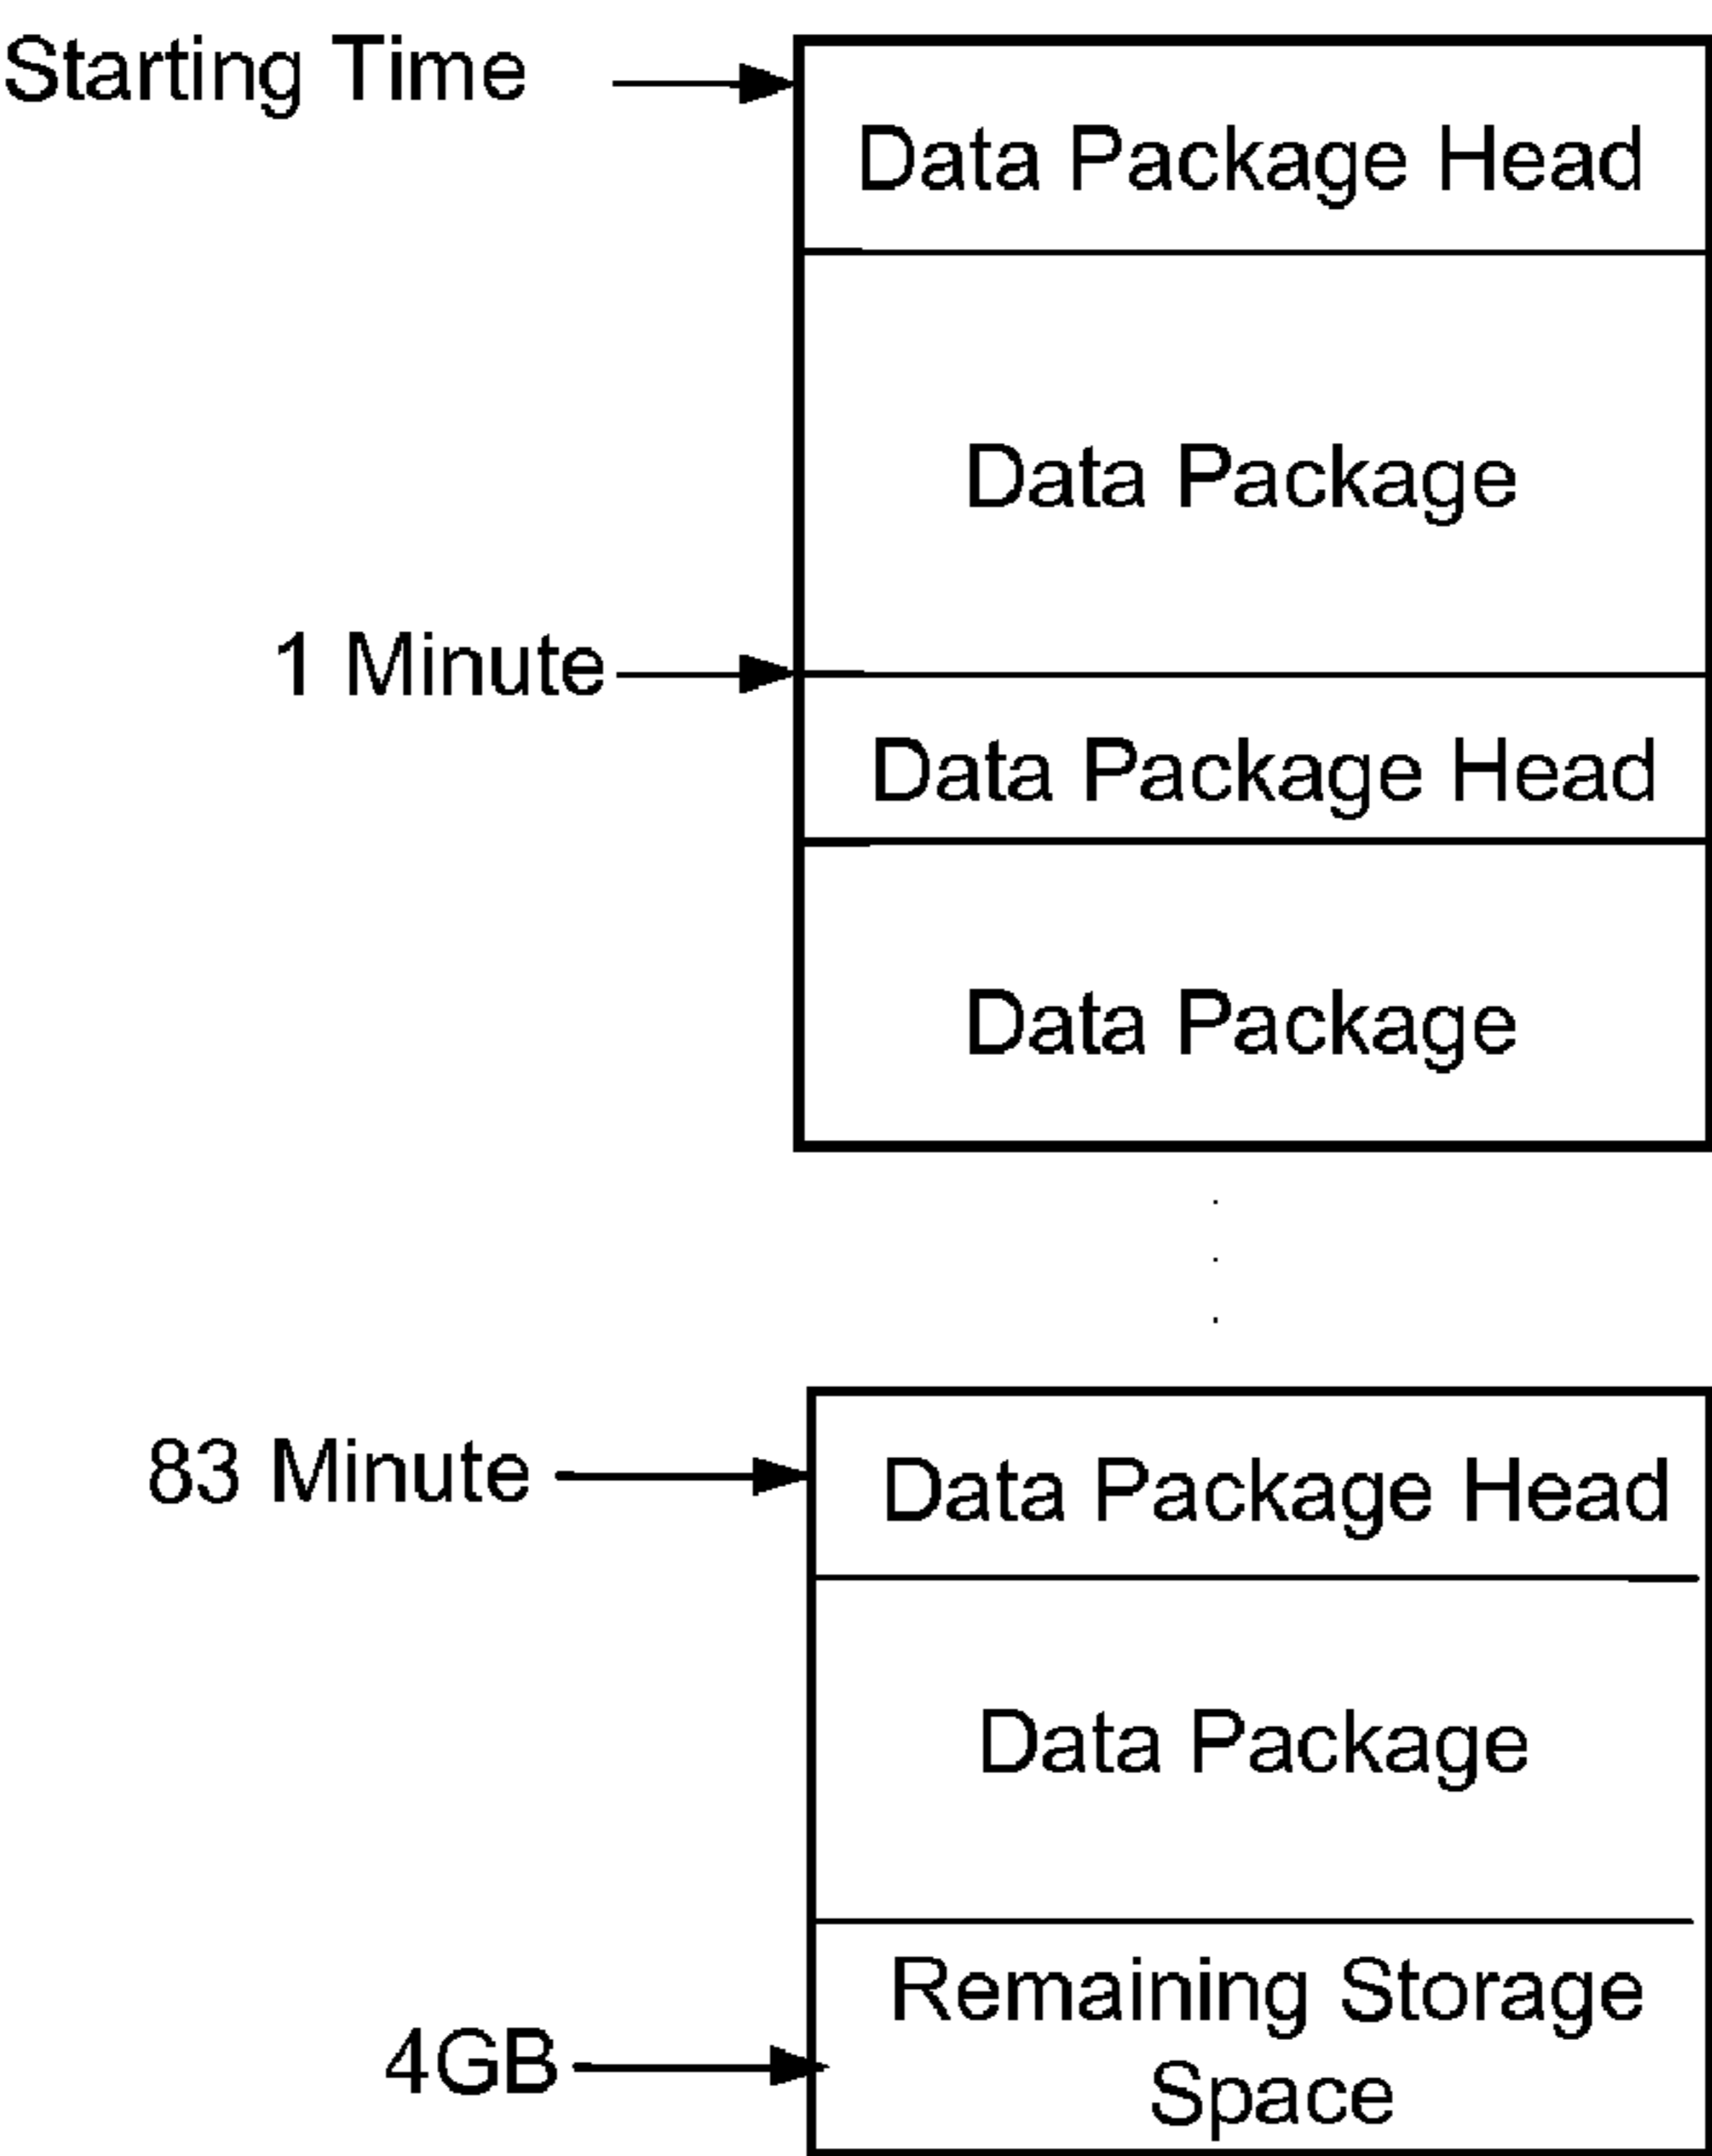 Starting Time
Data Package Head
Data Package
1 Minute
Data Package Head
Data Package
83 Minute
Data Package Head
Data Package
Remaining Storage
4GB
Space